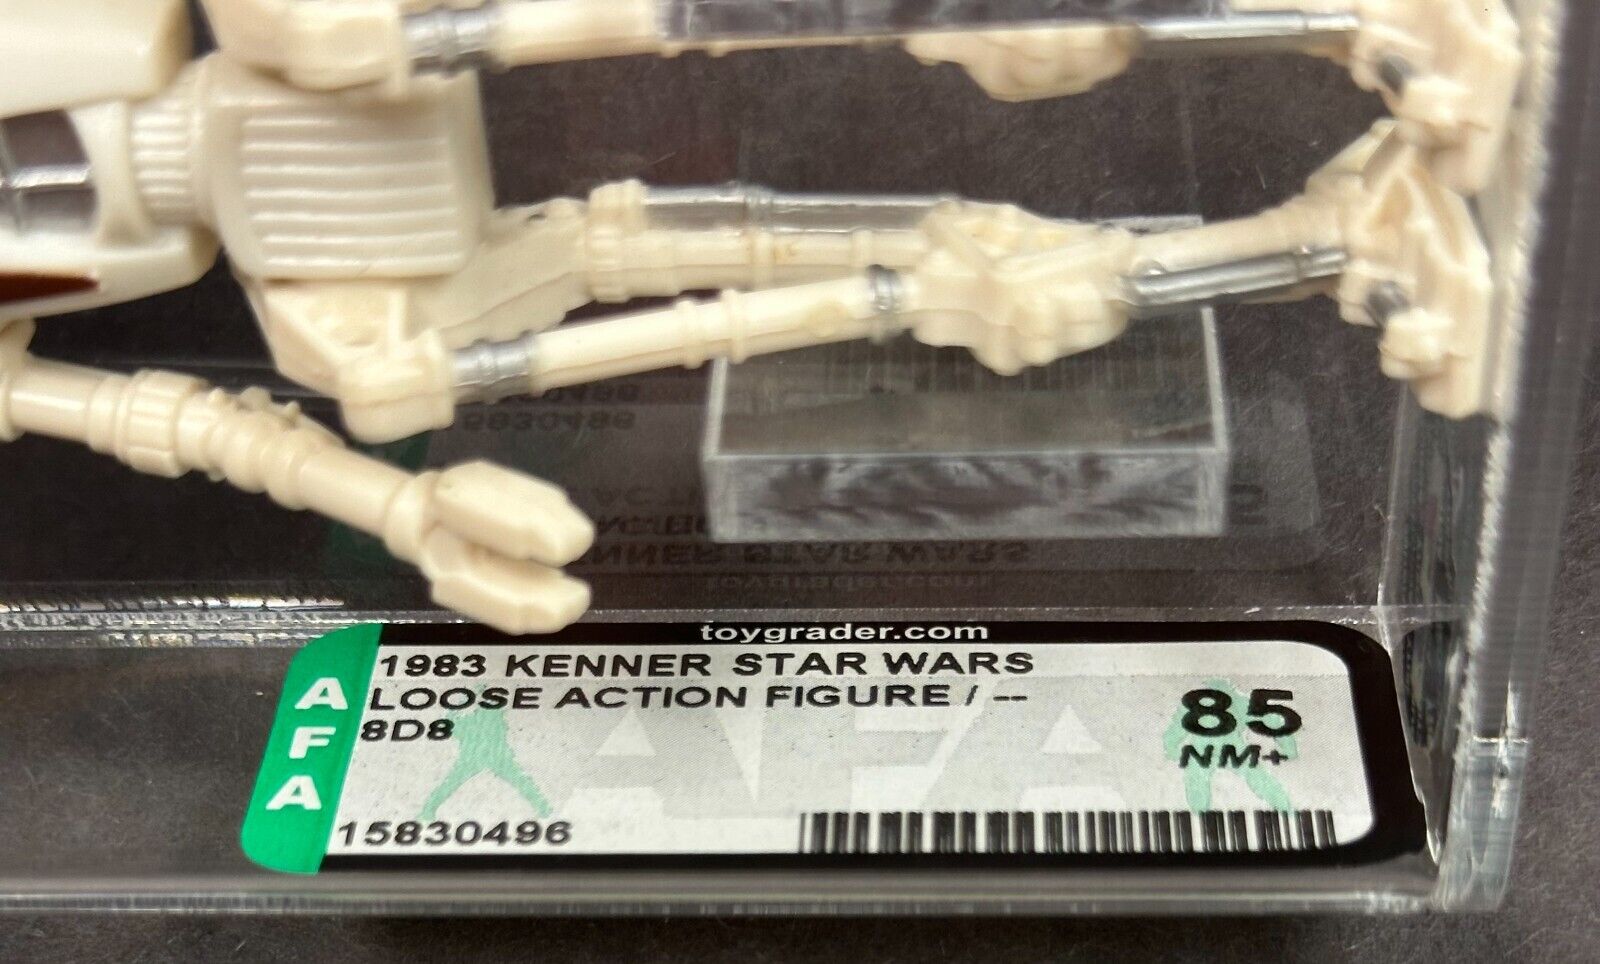 toygrader.com
1983 KENNER STAR WARS
LOOSE ACTION FIGURE / --
8D8
85
NM+
AFA
15830496